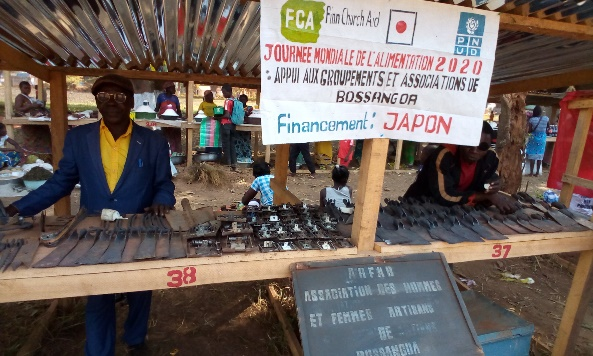 FCA Finn Church Aid
PNUD
JOURNEE MONDIALE DE L'ALIMENTATION 2020
: APPUI AUX GROUPEMENTS ET ASSOCIATIONS DE
BOSSANGOA
Financement : JAPON
38
37
ASSOCIATION DES HOMMES
ET FEMMES ARTISANS
DE
BOSSANGOA